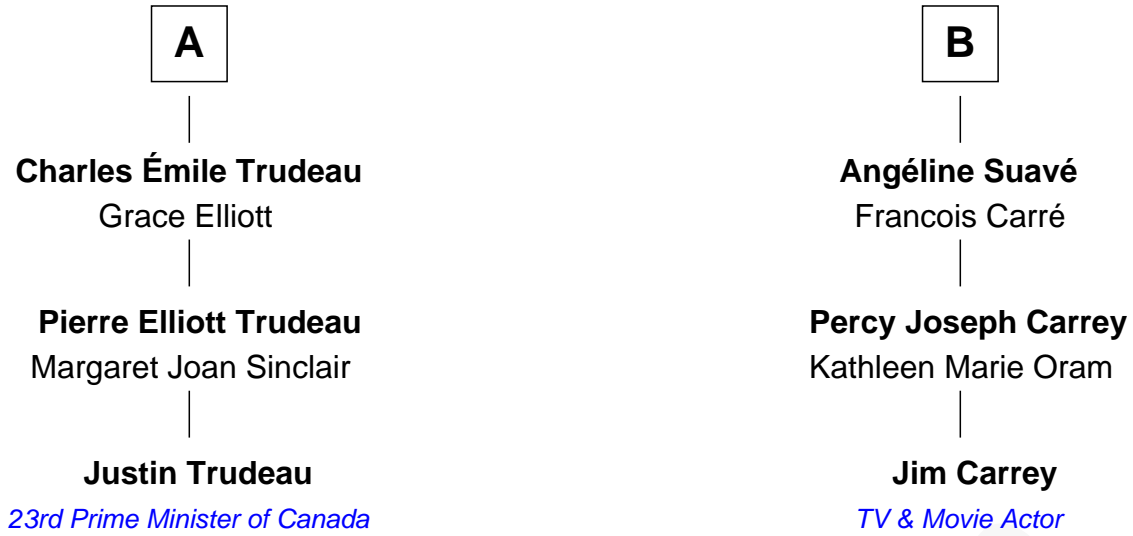 A
B
Charles Émile Trudeau
Grace Elliott
Angéline Suavé
Francois Carré
Pierre Elliott Trudeau
Margaret Joan Sinclair
Percy Joseph Carrey
Kathleen Marie Oram
Justin Trudeau
23rd Prime Minister of Canada
Jim Carrey
TV & Movie Actor